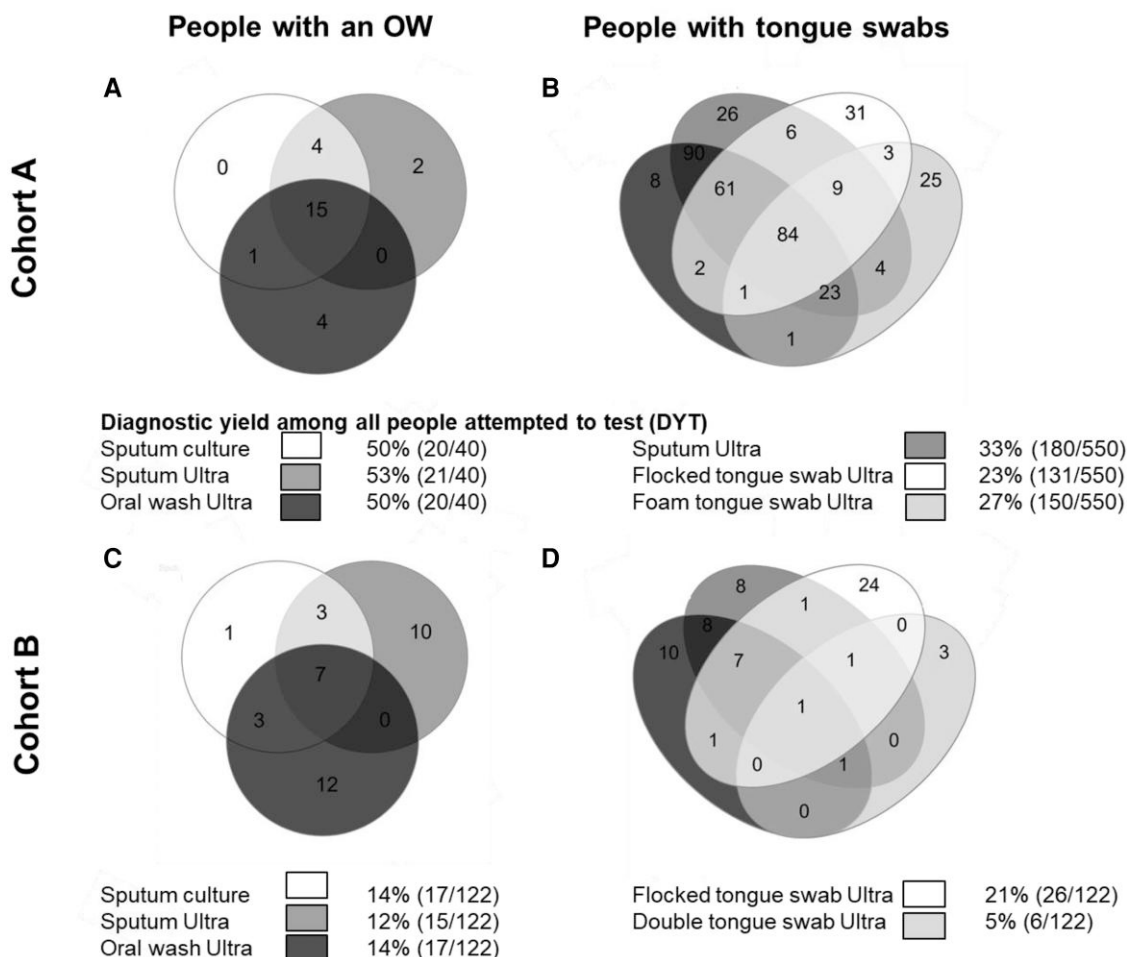 People with an OW
People with tongue swabs
Cohort A
A
0
4
2
15
1
0
4
B
26
31
6
3
90
8
61
9
25
84
2
1
23
4
1
Diagnostic yield among all people attempted to test (DYT)
Sputum culture 50% (20/40)
Sputum Ultra 53% (21/40)
Oral wash Ultra 50% (20/40)
Sputum Ultra 33% (180/550)
Flocked tongue swab Ultra 23% (131/550)
Foam tongue swab Ultra 27% (150/550)
Cohort B
C
1
3
10
7
3
0
12
D
8
24
1
0
8
10
7
1
3
1
1
0
1
0
0
Sputum culture 14% (17/122)
Sputum Ultra 12% (15/122)
Oral wash Ultra 14% (17/122)
Flocked tongue swab Ultra 21% (26/122)
Double tongue swab Ultra 5% (6/122)